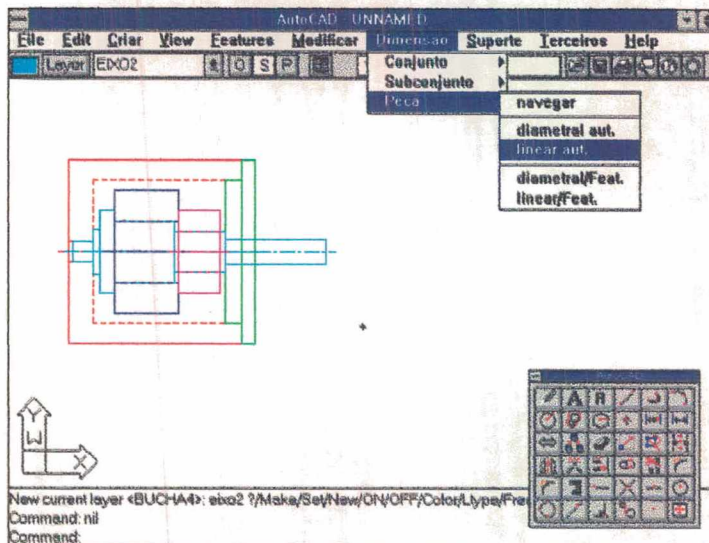 AutoCAD - UNNAMED
File Edit Criar View Features Modificar Dimensao Suporte Terceiros Help
Layer EIXO2 O S P
Conjunto
Subconjunto
Peca
navegar
diametral aut.
linear aut.
diametral/Feat.
linear/Feat.
Y
W
X
A R
New current layer <BUCHA4>: eixo2 ?/Make/Set/New/ON/OFF/Color/Ltype/Free
Command: nil
Command: